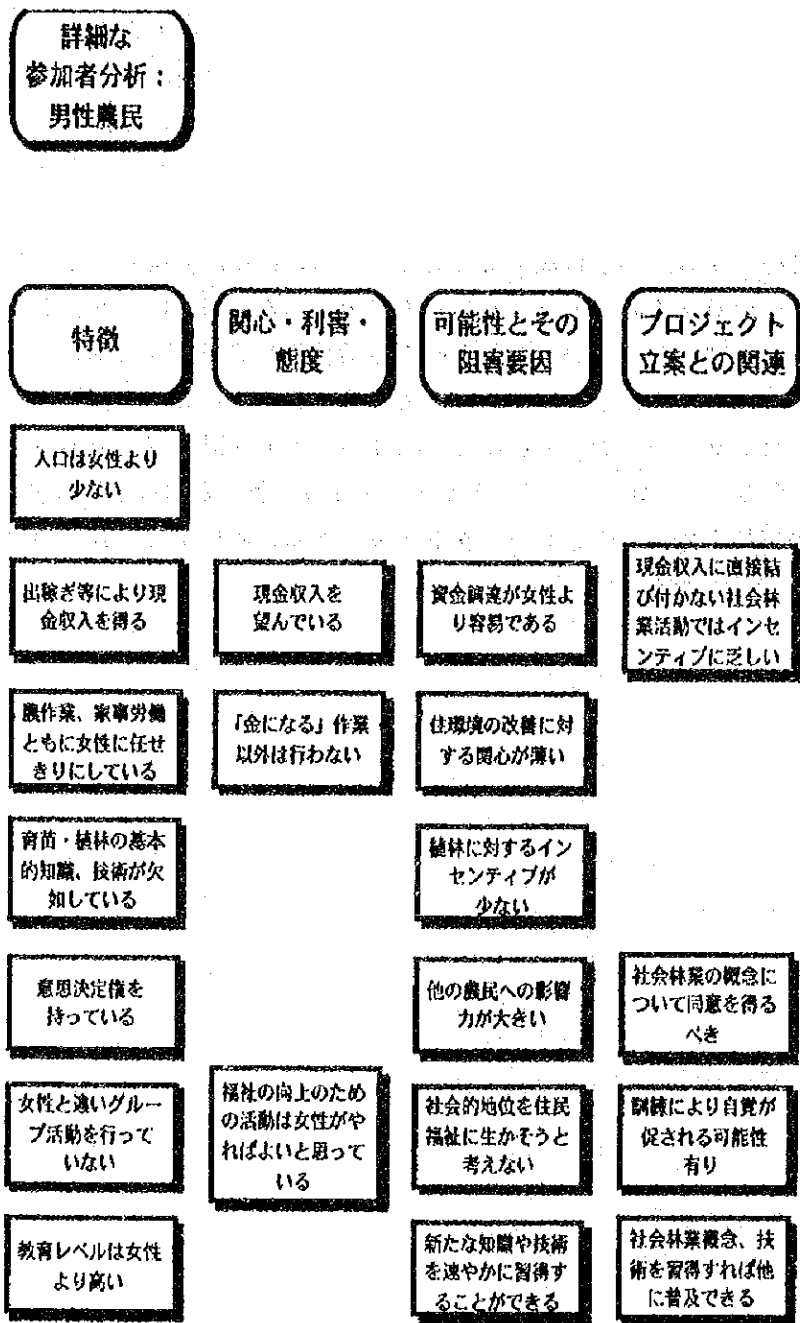 詳細な
参加者分析：
男性農民
特徴
関心・利害・
態度
可能性とその
阻害要因
プロジェクト
立案との関連
人口は女性より
少ない
出稼ぎ等により現
金収入を得る
現金収入を
望んでいる
資金調達が女性よ
り容易である
現金収入に直接結
び付かない社会林
業活動ではインセ
ンティブに乏しい
農作業、家事労働
ともに女性に任せ
きりにしている
「金になる」作業
以外は行わない
住環境の改善に対
する関心が薄い
育苗・植林の基本
的知識、技術が欠
如している
植林に対するイン
センティブが
少ない
意思決定権を
持っている
他の農民への影響
力が大きい
社会林業の概念に
ついて同意を得る
べき
女性と違いグルー
プ活動を行って
いない
福祉の向上のため
の活動は女性がや
ればよいと思って
いる
社会的地位を住民
福祉に生かそうと
考えない
訓練により自覚が
促される可能性
有り
教育レベルは女性
より高い
新たな知識や技術
を速やかに習得す
ることができる
社会林業概念、技
術を習得すれば他
に普及できる